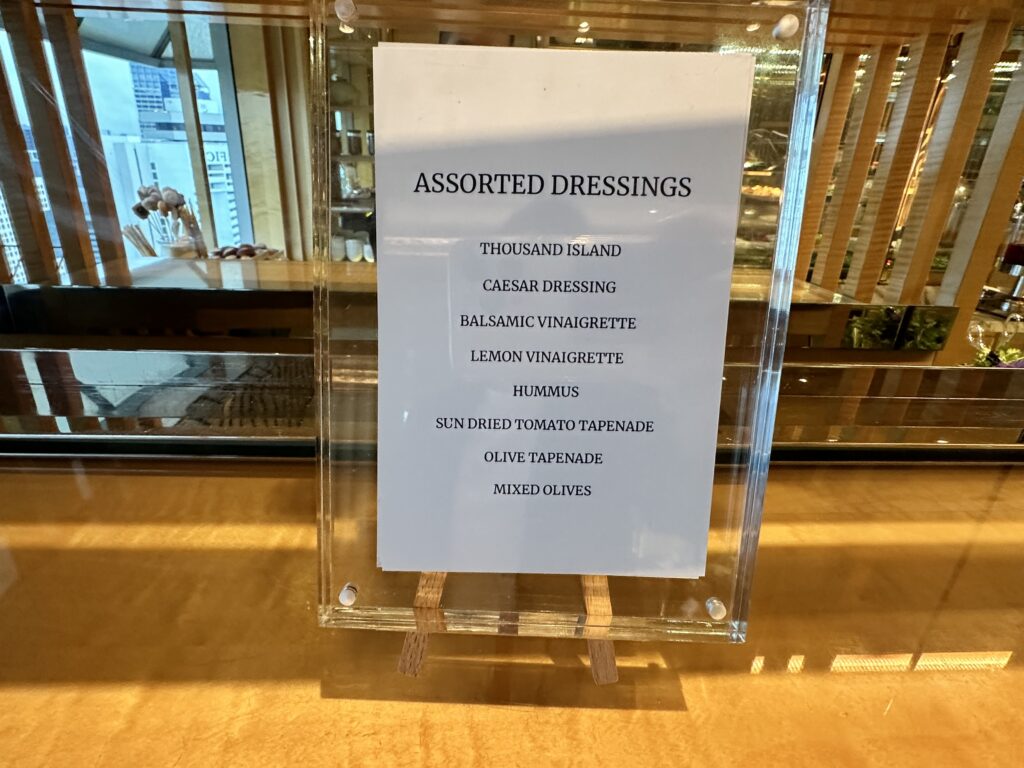 ASSORTED DRESSINGS
THOUSAND ISLAND
CAESAR DRESSING
BALSAMIC VINAIGRETTE
LEMON VINAIGRETTE
HUMMUS
SUN DRIED TOMATO TAPENADE
OLIVE TAPENADE
MIXED OLIVES